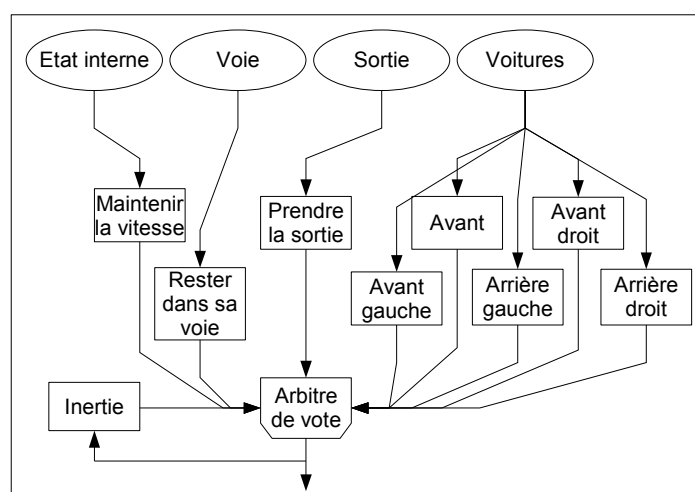 Etat interne
Voie
Sortie
Voitures
Maintenir
la vitesse
Prendre
la sortie
Avant
Avant
droit
Rester
dans sa
voie
Avant
gauche
Arrière
gauche
Arrière
droit
Inertie
Arbitre
de vote